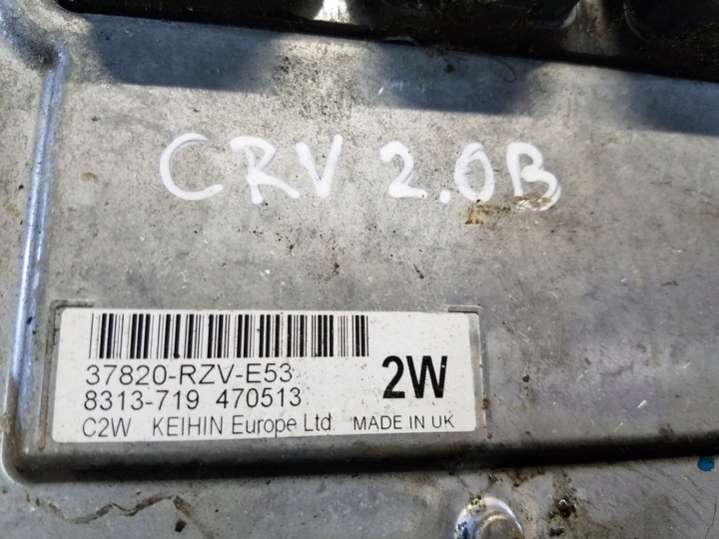 CRV 2.0B
37820-RZV-E53
8313-719 470513
2W
C2W KEIHIN Europe Ltd. MADE IN UK